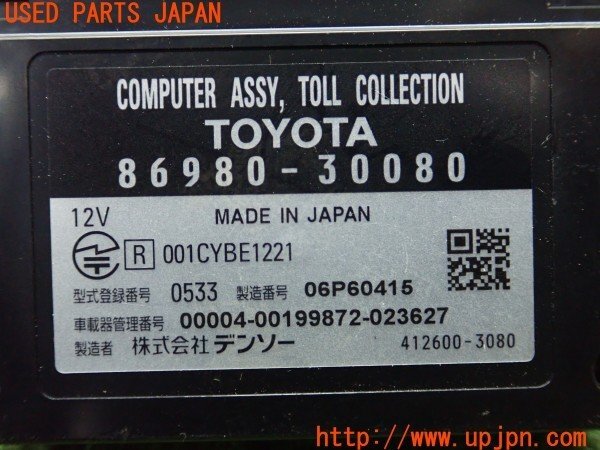 USED PARTS JAPAN
COMPUTER ASSY, TOLL COLLECTION
TOYOTA
86980-30080
12V MADE IN JAPAN
R 001CYBE1221
型式登録番号 0533 製造番号 06P60415
車載器管理番号 00004-00199872-023627
製造者 株式会社デンソー 412600-3080
http://www.upjpn.com/